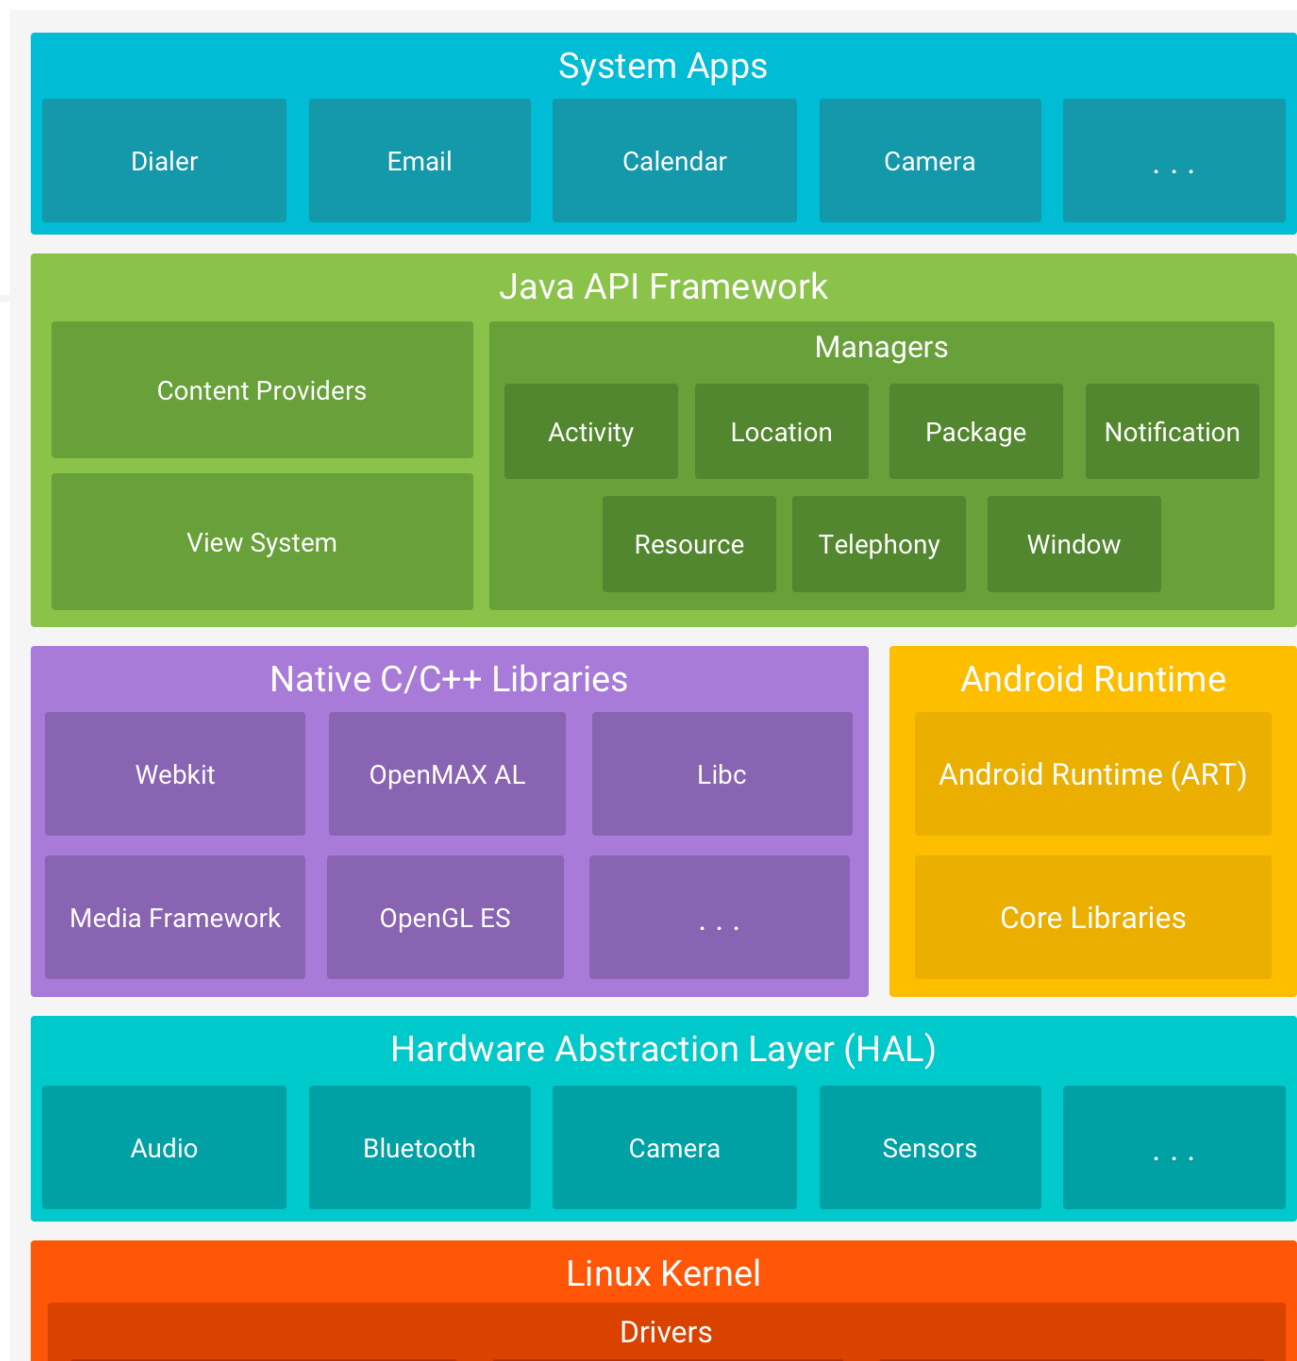 System Apps
Dialer
Email
Calendar
Camera
. . .
Java API Framework
Content Providers
View System
Managers
Activity
Location
Package
Notification
Resource
Telephony
Window
Native C/C++ Libraries
Webkit
OpenMAX AL
Libc
Media Framework
OpenGL ES
. . .
Android Runtime
Android Runtime (ART)
Core Libraries
Hardware Abstraction Layer (HAL)
Audio
Bluetooth
Camera
Sensors
. . .
Linux Kernel
Drivers